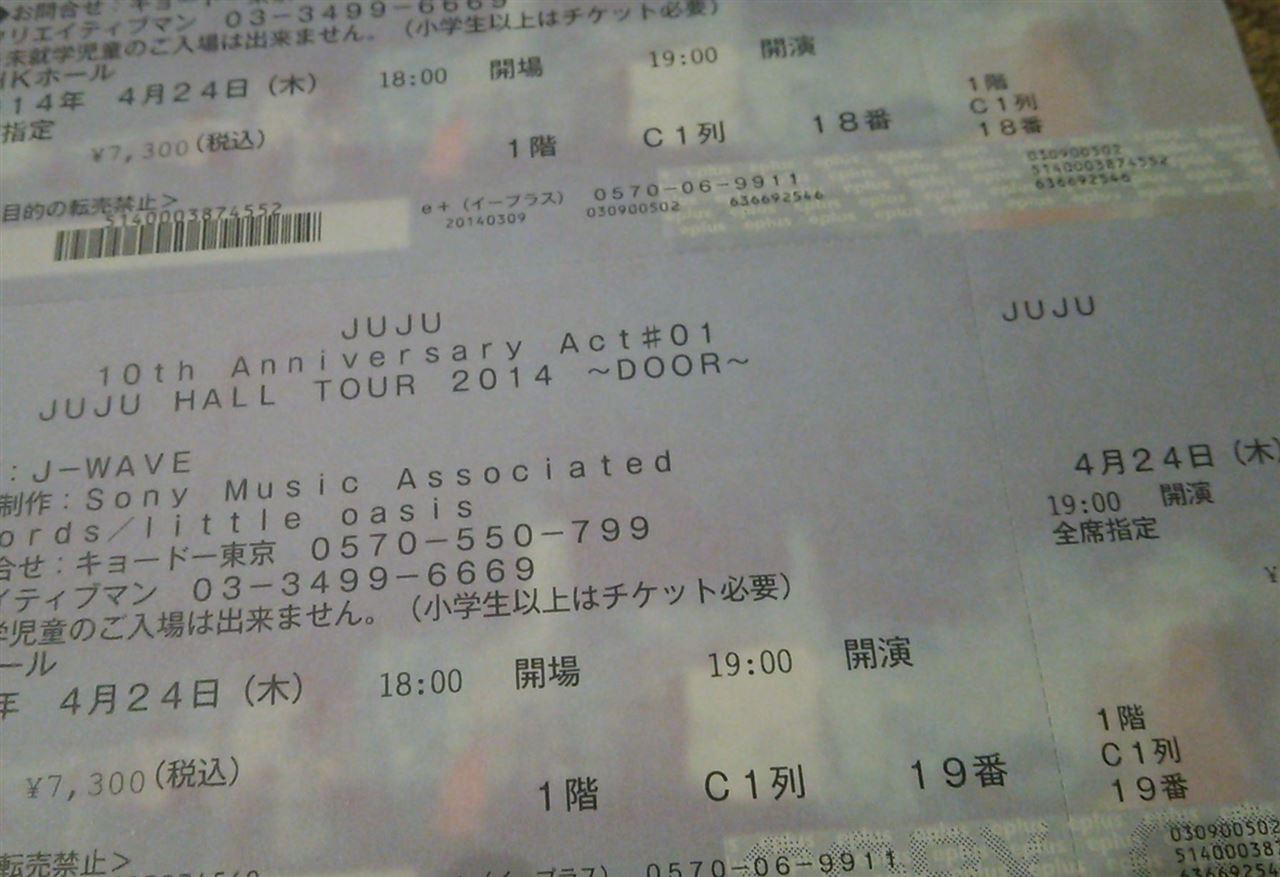 ◆お問合せ：キョードー東京
クリエイティブマン 03-3499-6669
未就学児童のご入場は出来ません。（小学生以上はチケット必要）
HKホール
14年 4月24日（木） 18:00 開場 19:00 開演
指定
¥7,300(税込)
1階 C1列 18番
1階
C1列
18番
目的の転売禁止＞
5140003874552
e+（イープラス） 0570-06-9911
20140309 030900502 636692546
030900502
5140003874552
636692546
JUJU
10th Anniversary Act#01
JUJU HALL TOUR 2014 ～DOOR～
：J-WAVE
制作：Sony Music Associated
ords/little oasis
合せ：キョードー東京 0570-550-799
イティブマン 03-3499-6669
学児童のご入場は出来ません。（小学生以上はチケット必要）
ール
年 4月24日（木） 18:00 開場 19:00 開演
¥7,300(税込)
1階 C1列 19番
転売禁止＞
（イープラス） 0570-06-9911
JUJU
4月24日（木）
19:00 開演
全席指定
¥
1階
C1列
19番
030900502
51400038
63669254